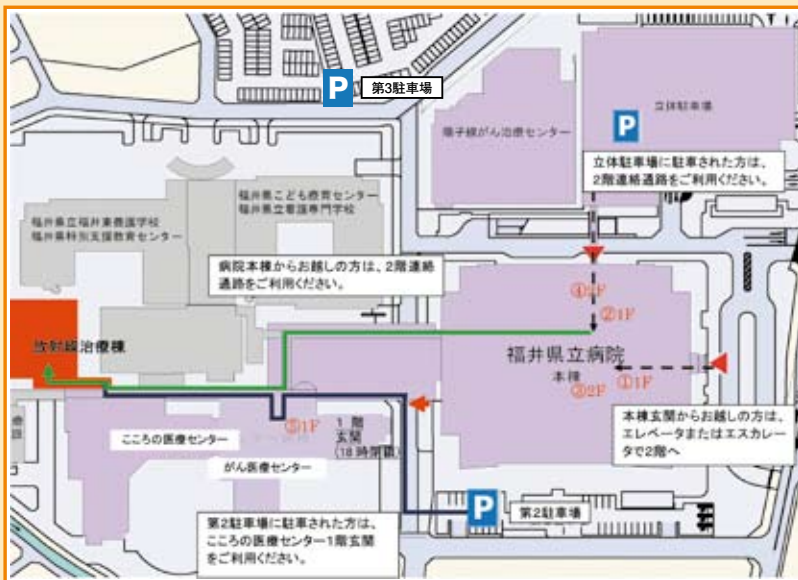 P 第3駐車場
陽子線がん治療センター
立体駐車場
P
立体駐車場に駐車された方は、
2階連絡通路をご利用ください。
福井県こども療育センター
福井県立看護専門学校
福井県立福井東養護学校
福井県特別支援教育センター
病院本棟からお越しの方は、2階連絡
通路をご利用ください。
④2F
②1F
放射線治療棟
福井県立病院
本棟
①1F
③2F
本棟玄関からお越しの方は、
エレベータまたはエスカレー
タで2階へ
⑤1F
1階
玄関
(18時閉鎖)
こころの医療センター
がん医療センター
P 第2駐車場
第2駐車場に駐車された方は、
こころの医療センター1階玄関
をご利用ください。